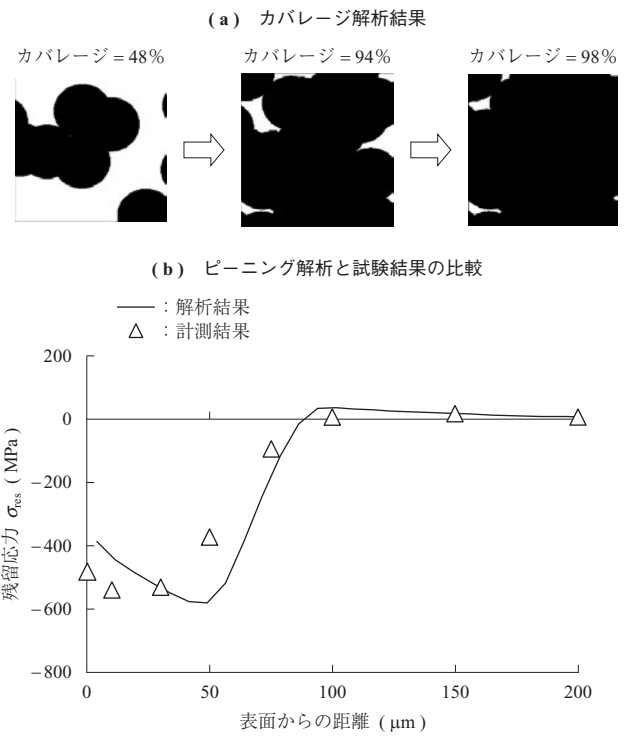 ( a )　カバレージ解析結果
カバレージ = 48%
カバレージ = 94%
カバレージ = 98%
( b )　ピーニング解析と試験結果の比較
— : 解析結果
△ : 計測結果
200
0
−200
−400
−600
−800
残留応力 σres ( MPa )
0
50
100
150
200
表面からの距離 ( μm )